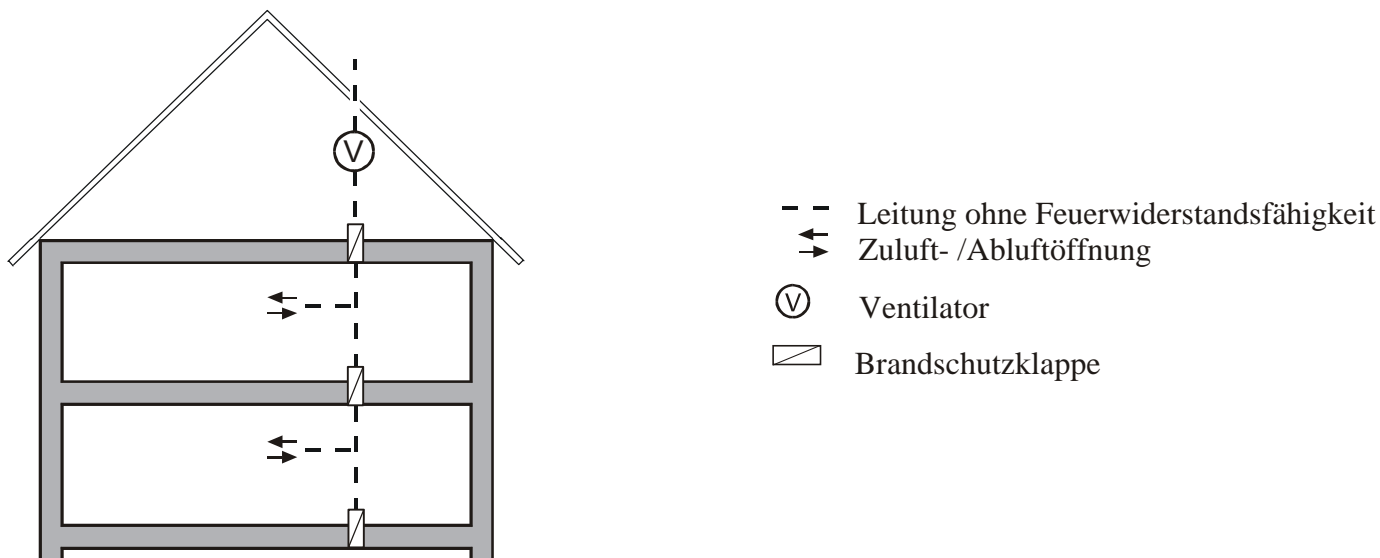 V
Leitung ohne Feuerwiderstandsfähigkeit
Zuluft- /Abluftöffnung
V Ventilator
Brandschutzklappe